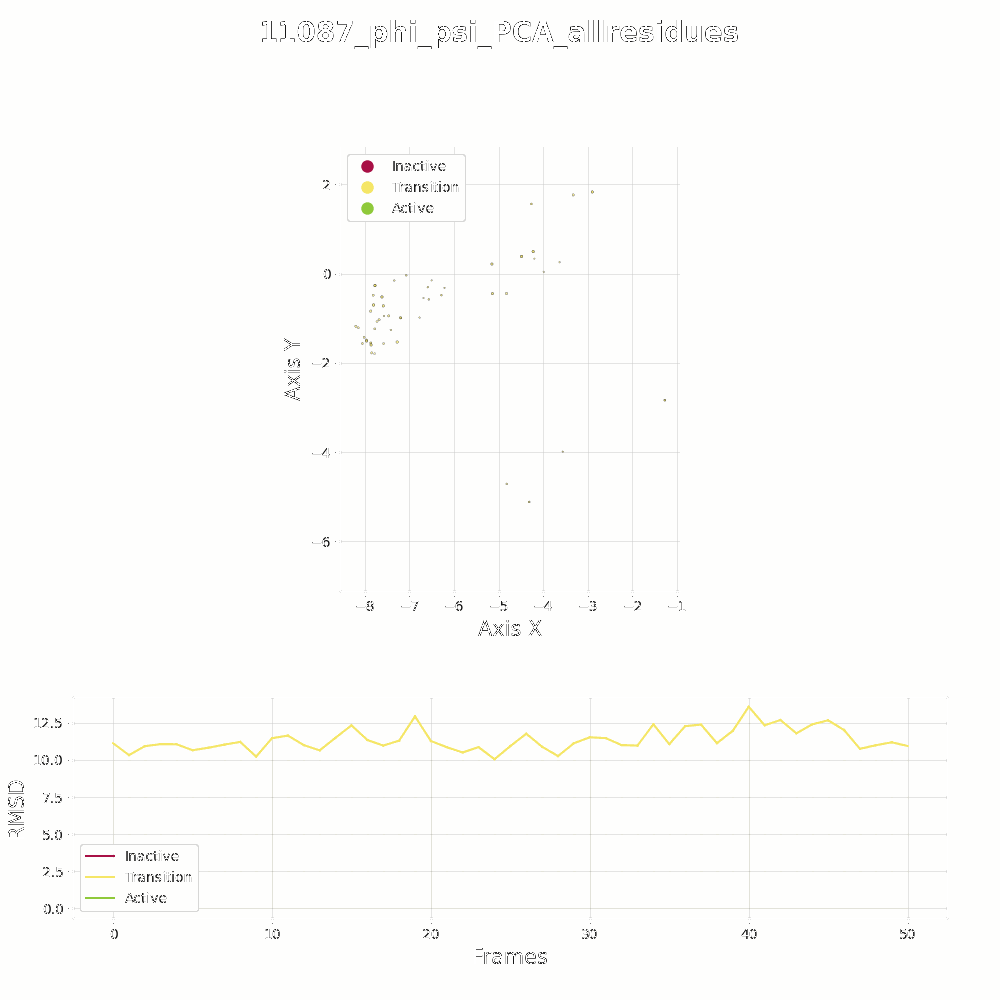 11087_phi_psi_PCA_allresidues
Inactive
Transition
Active
2
0
−2
−4
−6
Axis Y
−8 −7 −6 −5 −4 −3 −2 −1
Axis X
12.5
10.0
7.5
5.0
2.5
0.0
RMSD
Inactive
Transition
Active
0 10 20 30 40 50
Frames